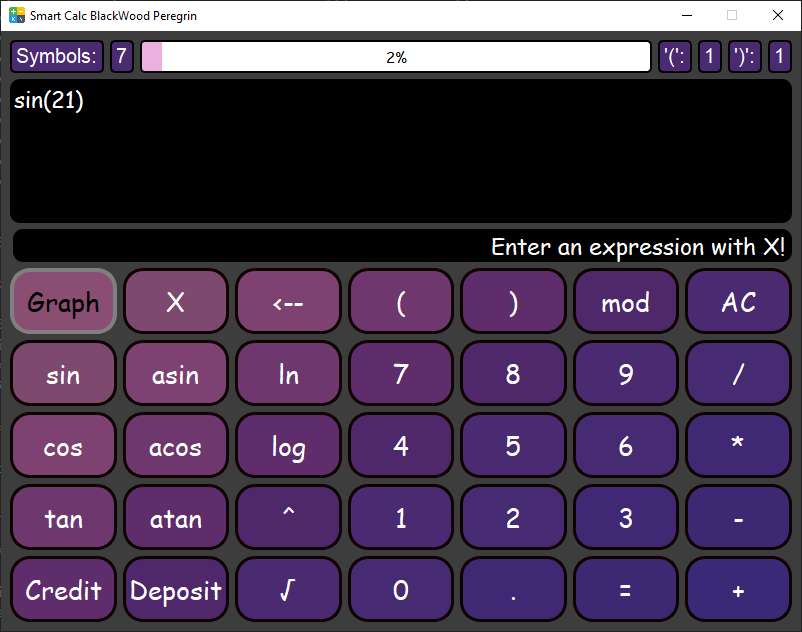 Smart Calc BlackWood Peregrin
Symbols: 7 2% '(': 1 ')': 1
sin(21)
Enter an expression with X!
Graph X <-- ( ) mod AC
sin asin ln 7 8 9 /
cos acos log 4 5 6 *
tan atan ^ 1 2 3 -
Credit Deposit √ 0 . = +